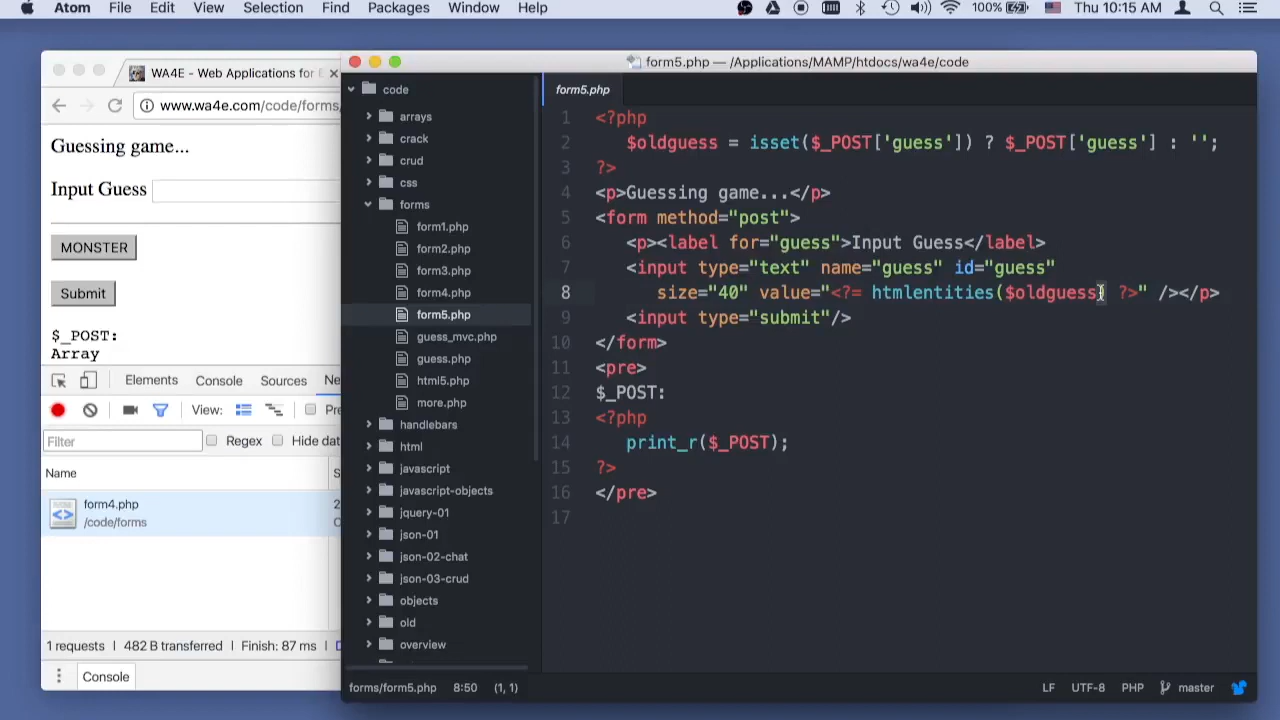 Atom File Edit View Selection Find Packages Window Help 100% Thu 10:15 AM
WA4E - Web Applications for E
www.wa4e.com/code/forms
Guessing game...
Input Guess
MONSTER
Submit
$_POST:
Array
Elements Console Sources Ne
View: Pre
Filter Regex Hide dat
Name S
form4.php 2
/code/forms
1 requests | 482 B transferred | Finish: 87 ms |
Console
form5.php — /Applications/MAMP/htdocs/wa4e/code
code
arrays
crack
crud
css
forms
form1.php
form2.php
form3.php
form4.php
form5.php
guess_mvc.php
guess.php
html5.php
more.php
handlebars
html
javascript
javascript-objects
jquery-01
json-01
json-02-chat
json-03-crud
objects
old
overview
form5.php
1 <?php
2 $oldguess = isset($_POST['guess']) ? $_POST['guess'] : '';
3 ?>
4 <p>Guessing game...</p>
5 <form method="post">
6 <p><label for="guess">Input Guess</label>
7 <input type="text" name="guess" id="guess"
8 size="40" value="<?= htmlentities($oldguess) ?>" /></p>
9 <input type="submit"/>
10 </form>
11 <pre>
12 $_POST:
13 <?php
14 print_r($_POST);
15 ?>
16 </pre>
17
forms/form5.php 8:50 (1, 1) LF UTF-8 PHP master